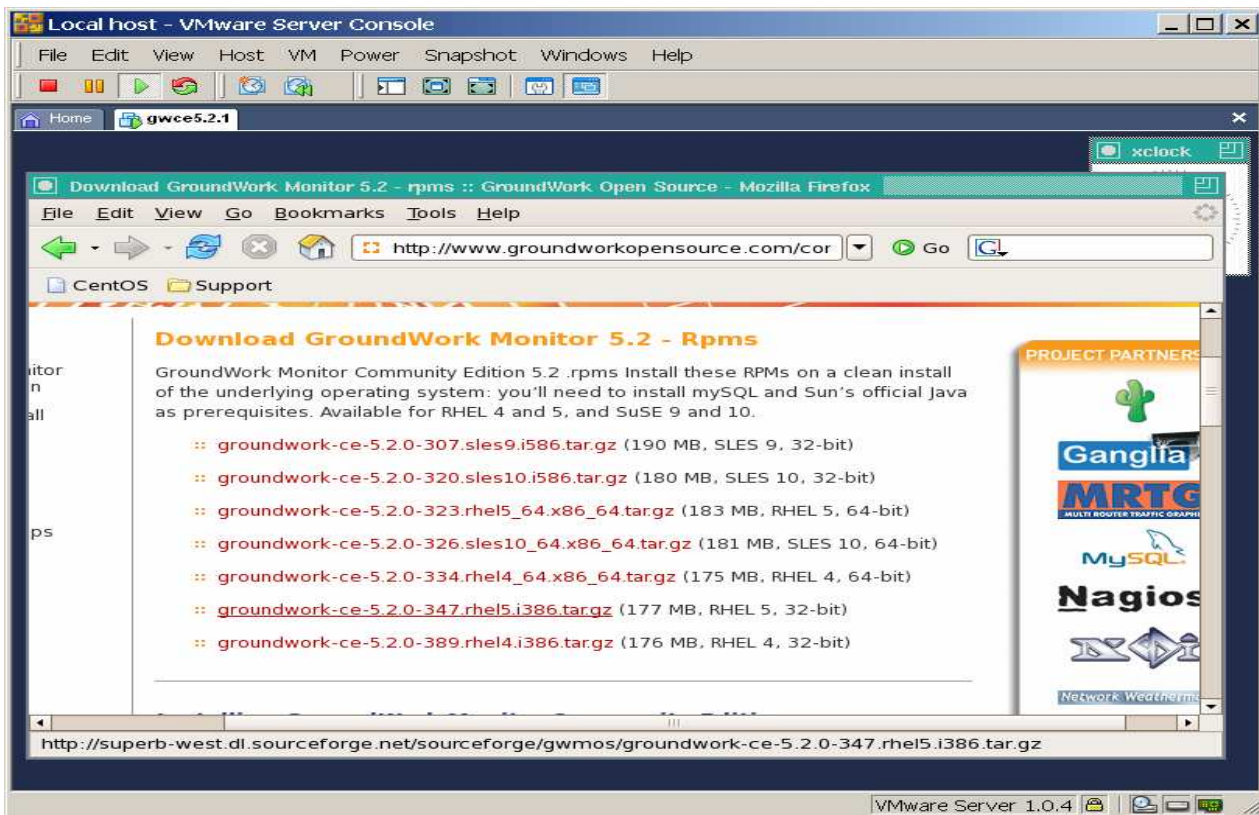 Local host - VMware Server Console
File Edit View Host VM Power Snapshot Windows Help
Home gwce5.2.1
xclock
Download GroundWork Monitor 5.2 - rpms :: GroundWork Open Source - Mozilla Firefox
File Edit View Go Bookmarks Tools Help
http://www.groundworkopensource.com/cor Go
CentOS Support
Download GroundWork Monitor 5.2 - Rpms
GroundWork Monitor Community Edition 5.2 .rpms Install these RPMs on a clean install
of the underlying operating system: you'll need to install mySQL and Sun's official Java
as prerequisites. Available for RHEL 4 and 5, and SuSE 9 and 10.
:: groundwork-ce-5.2.0-307.sles9.i586.tar.gz (190 MB, SLES 9, 32-bit)
:: groundwork-ce-5.2.0-320.sles10.i586.tar.gz (180 MB, SLES 10, 32-bit)
:: groundwork-ce-5.2.0-323.rhel5_64.x86_64.tar.gz (183 MB, RHEL 5, 64-bit)
:: groundwork-ce-5.2.0-326.sles10_64.x86_64.tar.gz (181 MB, SLES 10, 64-bit)
:: groundwork-ce-5.2.0-334.rhel4_64.x86_64.tar.gz (175 MB, RHEL 4, 64-bit)
:: groundwork-ce-5.2.0-347.rhel5.i386.tar.gz (177 MB, RHEL 5, 32-bit)
:: groundwork-ce-5.2.0-389.rhel4.i386.tar.gz (176 MB, RHEL 4, 32-bit)
itor
n
all
ps
PROJECT PARTNERS
Ganglia
MRTG
MULTI ROUTER TRAFFIC GRAPH
MySQL
Nagios
Network Weatherm
http://superb-west.dl.sourceforge.net/sourceforge/gwmos/groundwork-ce-5.2.0-347.rhel5.i386.tar.gz
VMware Server 1.0.4